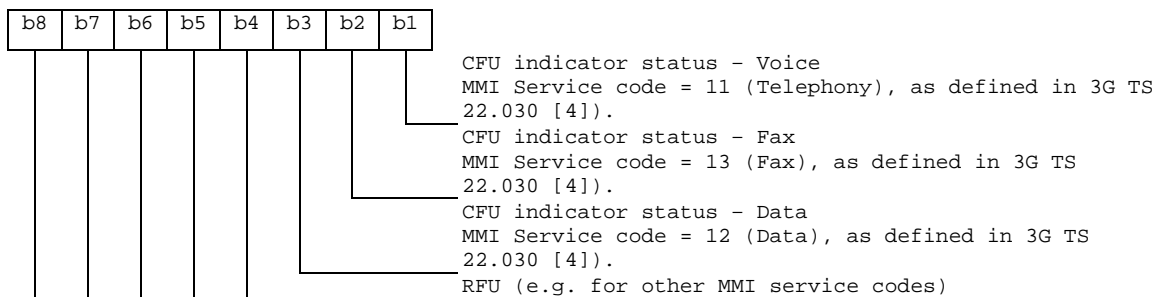 b8 b7 b6 b5 b4 b3 b2 b1
CFU indicator status – Voice
MMI Service code = 11 (Telephony), as defined in 3G TS
22.030 [4]).
CFU indicator status – Fax
MMI Service code = 13 (Fax), as defined in 3G TS
22.030 [4]).
CFU indicator status – Data
MMI Service code = 12 (Data), as defined in 3G TS
22.030 [4]).
RFU (e.g. for other MMI service codes)